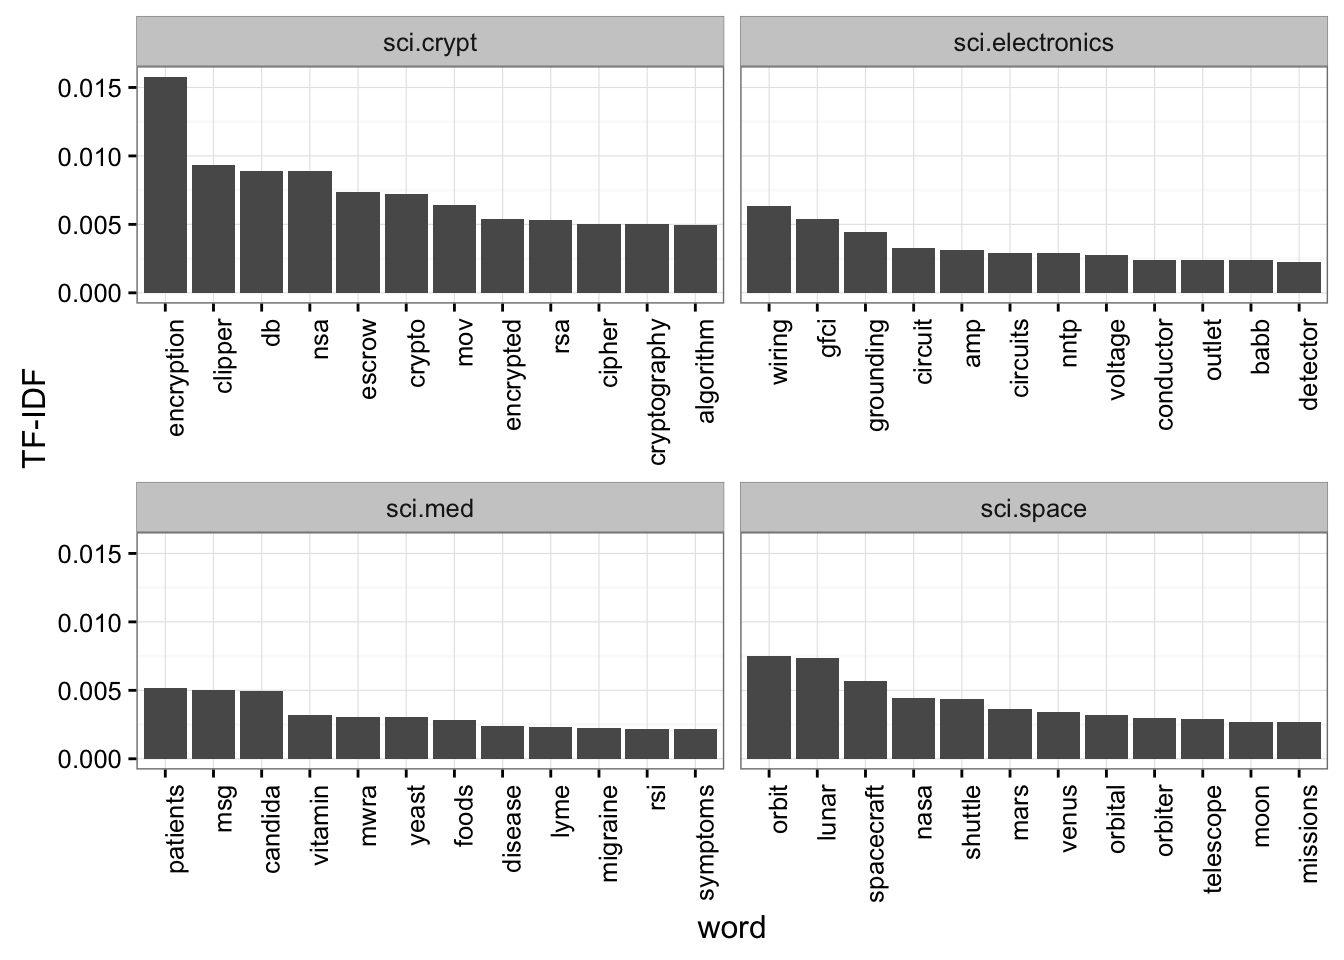 sci.crypt
sci.electronics
0.015
0.010
0.005
0.000
encryption
clipper
db
nsa
escrow
crypto
mov
encrypted
rsa
cipher
cryptography
algorithm
wiring
gfci
grounding
circuit
amp
circuits
nntp
voltage
conductor
outlet
babb
detector
TF-IDF
sci.med
sci.space
0.015
0.010
0.005
0.000
patients
msg
candida
vitamin
mwra
yeast
foods
disease
lyme
migraine
rsi
symptoms
orbit
lunar
spacecraft
nasa
shuttle
mars
venus
orbital
orbiter
telescope
moon
missions
word